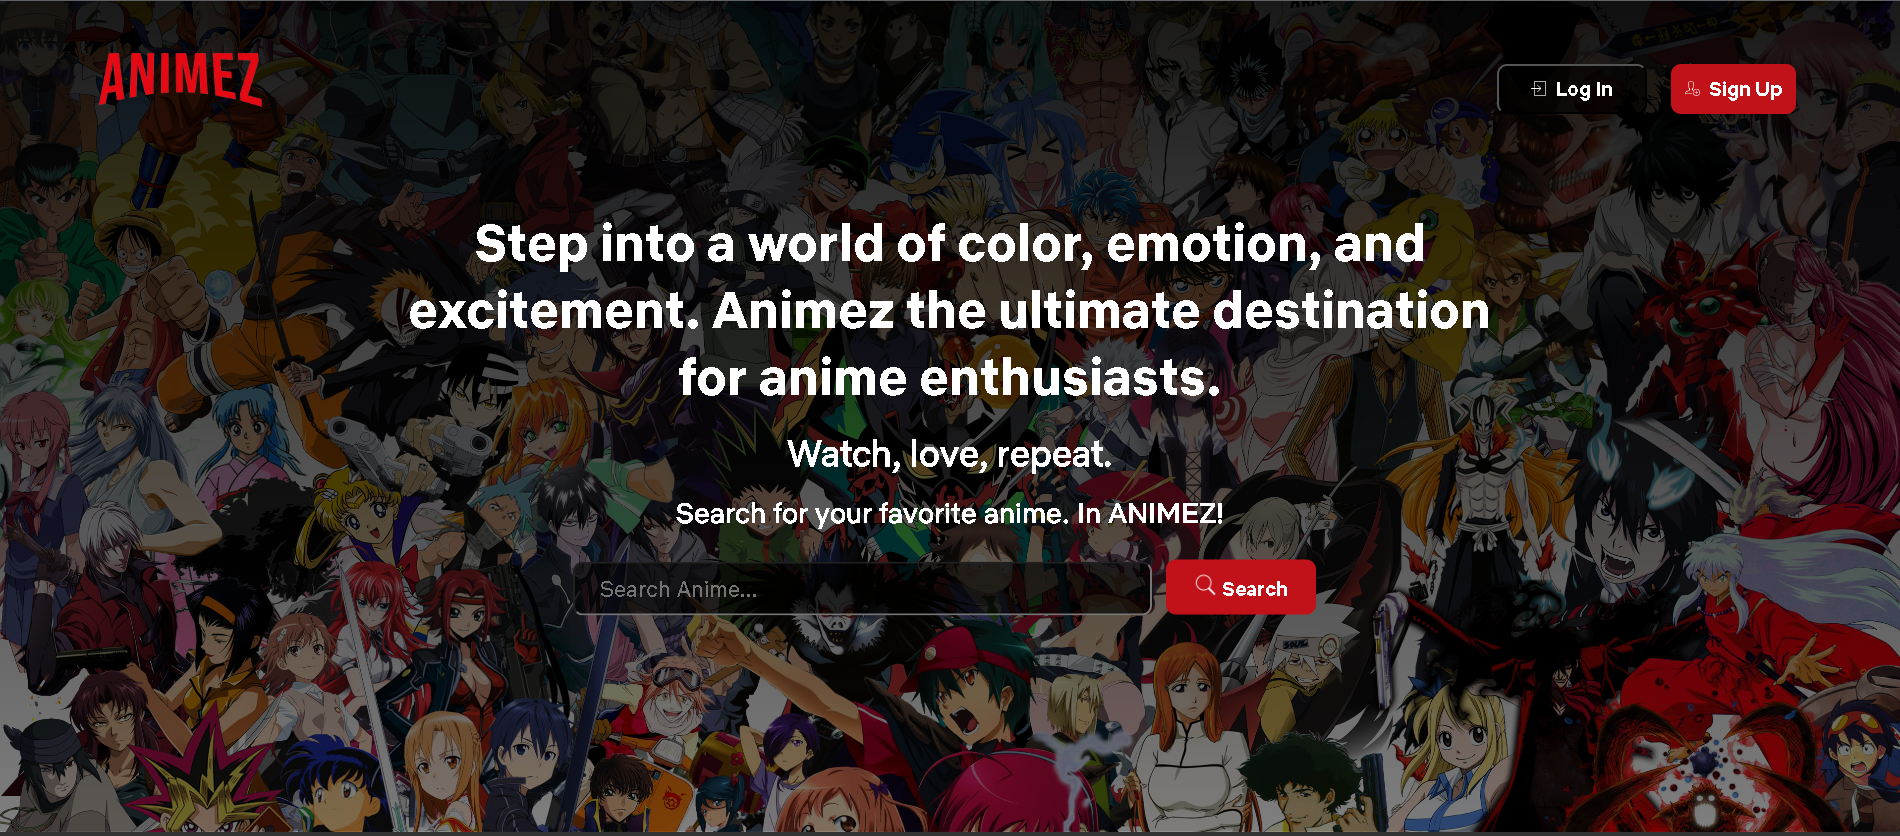 ANIMEZ
Log In
Sign Up
Step into a world of color, emotion, and
excitement. Animez the ultimate destination
for anime enthusiasts.
Watch, love, repeat.
Search for your favorite anime. In ANIMEZ!
Search Anime...
Search